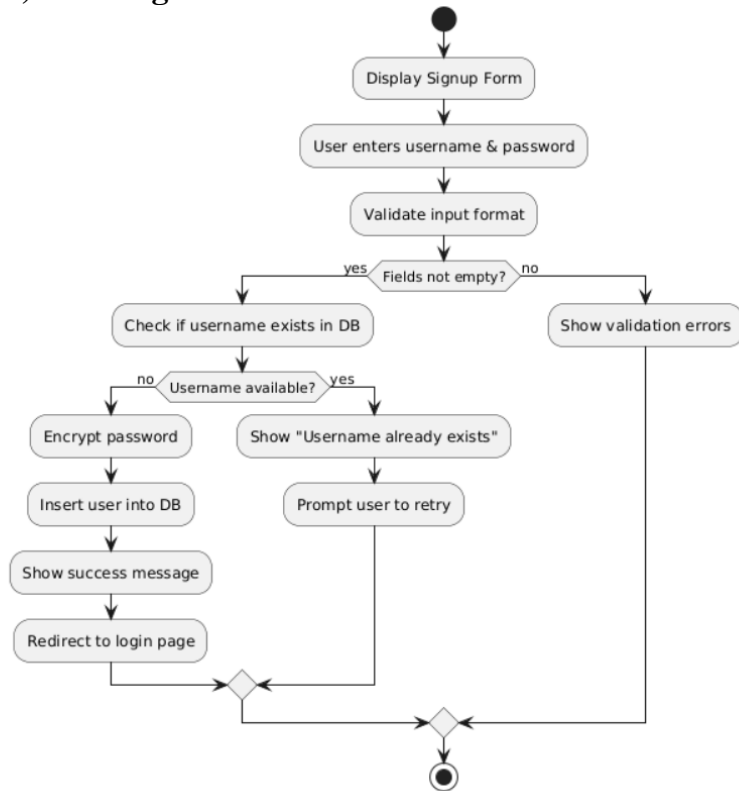 Display Signup Form
User enters username & password
Validate input format
yes
Fields not empty?
no
Check if username exists in DB
Show validation errors
no
Username available?
yes
Encrypt password
Show "Username already exists"
Insert user into DB
Prompt user to retry
Show success message
Redirect to login page